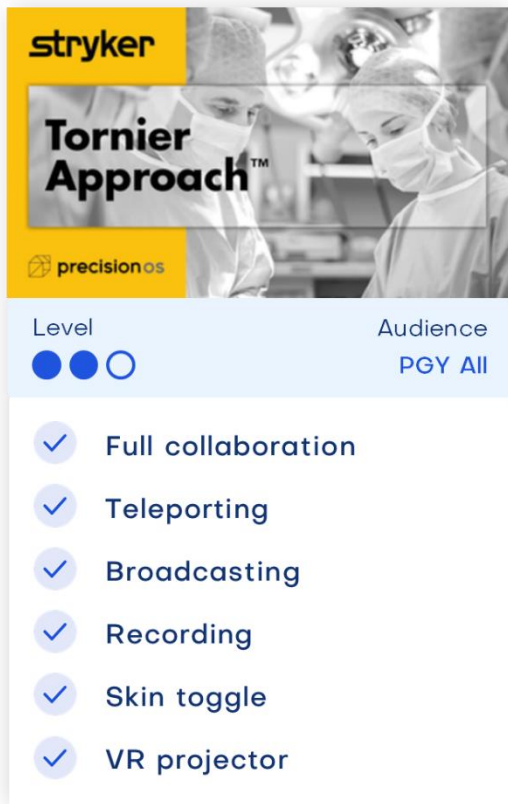 stryker
Tornier
Approach™
precisionos
Level
Audience
PGY All
Full collaboration
Teleporting
Broadcasting
Recording
Skin toggle
VR projector